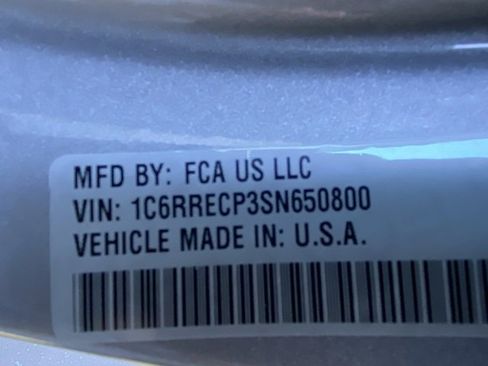 MFD BY: FCA US LLC
VIN: 1C6RRECP3SN650800
VEHICLE MADE IN: U.S.A.